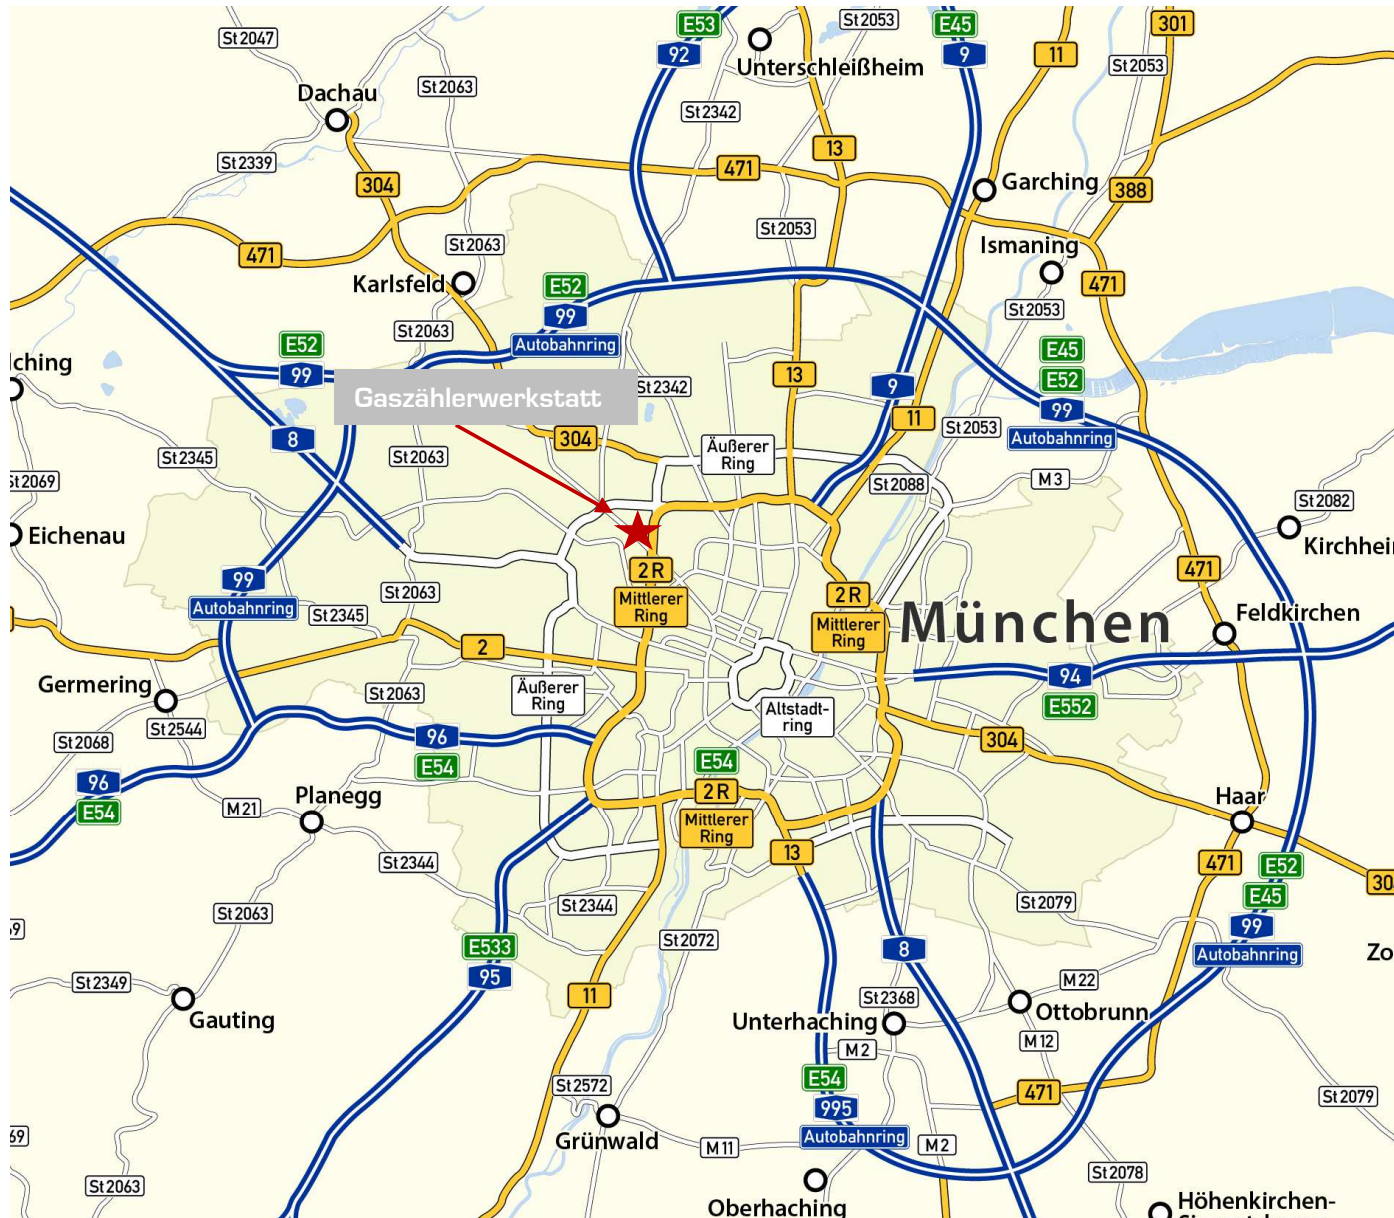 E53
92
St2047
Unterschleißheim
St2053
E45
9
11
301
St2053
Dachau
St2063
St2342
St2339
304
471
13
Garching
388
St2053
471
St2063
Ismaning
Karlsfeld
E52
99
Autobahnring
471
St2053
St2063
E52
99
E45
E52
99
Autobahnring
St2342
13
9
11
Gaszählerwerkstatt
8
304
Äußerer
Ring
St2053
St2345
St2063
M3
St2088
St2082
Eichenau
99
Autobahnring
2R
Mittlerer
Ring
2R
Mittlerer
Ring
München
471
Feldkirchen
St2063
St2345
2
94
E552
Germering
St2063
Äußerer
Ring
Altstadt-
ring
St2544
St2068
96
E54
304
96
E54
E54
2R
Mittlerer
Ring
Planegg
M21
Haar
13
471
E52
E45
99
Autobahnring
St2344
St2344
St2079
St2063
E533
95
St2072
8
St2349
Gauting
11
St2368
M22
Unterhaching
Ottobrunn
M2
M12
E54
995
Autobahnring
471
St2079
St2572
Grünwald
M11
M2
St2063
St2078
Oberhaching
Höhenkirchen-